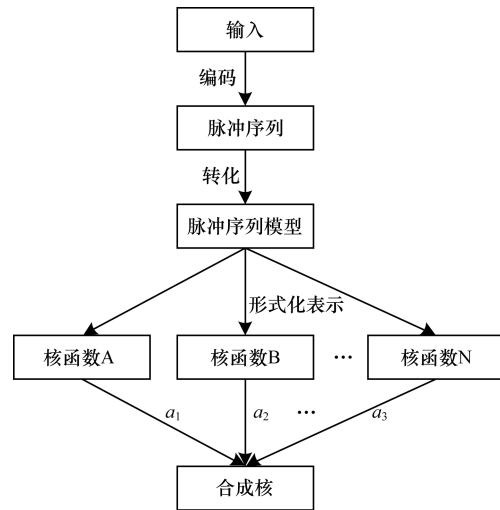 输入
编码
脉冲序列
转化
脉冲序列模型
形式化表示
核函数A
核函数B
···
核函数N
a₁
a₂
···
a₃
合成核